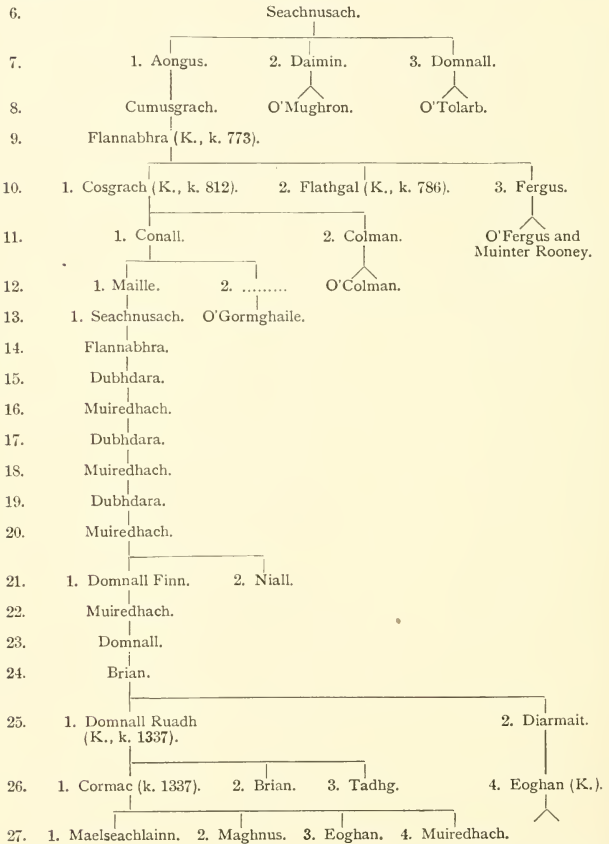 6. Seachnusach.
7. 1. Aongus. 2. Daimin. 3. Domnall.
8. Cumusgrach. O'Mughron. O'Tolarb.
9. Flannabhra (K., k. 773).
10. 1. Cosgrach (K., k. 812). 2. Flathgal (K., k. 786). 3. Fergus.
11. 1. Conall. 2. Colman. O'Fergus and
Muinter Rooney.
12. 1. Maille. 2. ......... O'Colman.
13. 1. Seachnusach. O'Gormghaile.
14. Flannabhra.
15. Dubhdara.
16. Muiredhach.
17. Dubhdara.
18. Muiredhach.
19. Dubhdara.
20. Muiredhach.
21. 1. Domnall Finn. 2. Niall.
22. Muiredhach.
23. Domnall.
24. Brian.
25. 1. Domnall Ruadh 2. Diarmait.
(K., k. 1337).
26. 1. Cormac (k. 1337). 2. Brian. 3. Tadhg. 4. Eoghan (K.).
27. 1. Maelseachlainn. 2. Maghnus. 3. Eoghan. 4. Muiredhach.